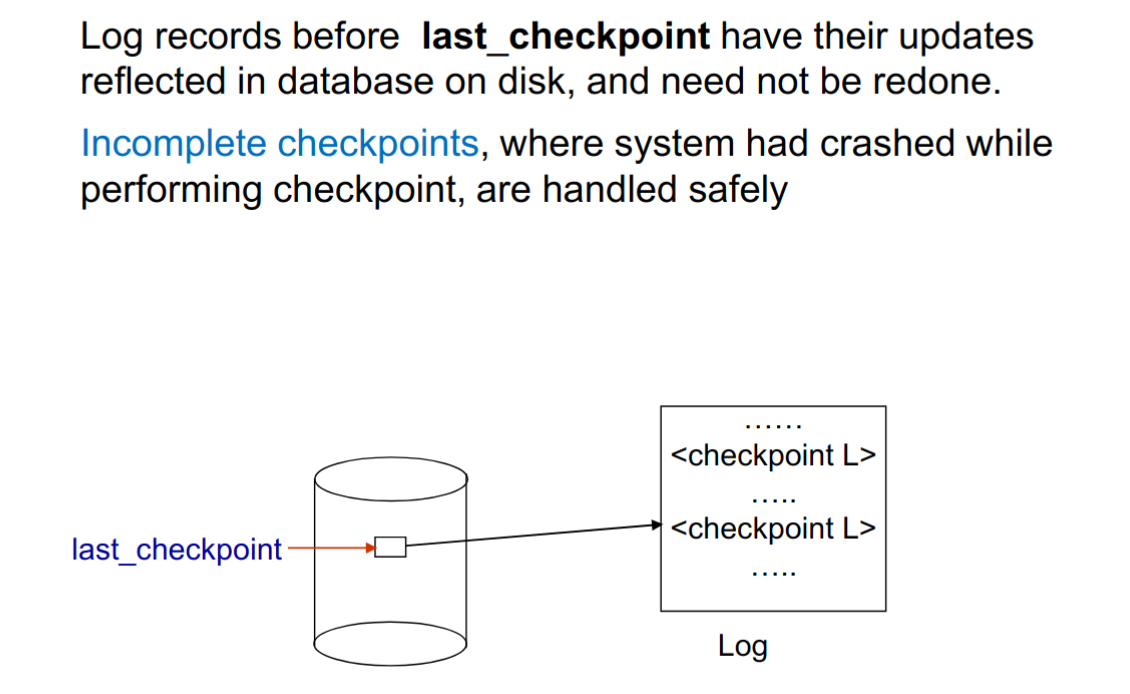 Log records before last_checkpoint have their updates
reflected in database on disk, and need not be redone.
Incomplete checkpoints, where system had crashed while
performing checkpoint, are handled safely
......
<checkpoint L>
.....
<checkpoint L>
.....
last_checkpoint
Log